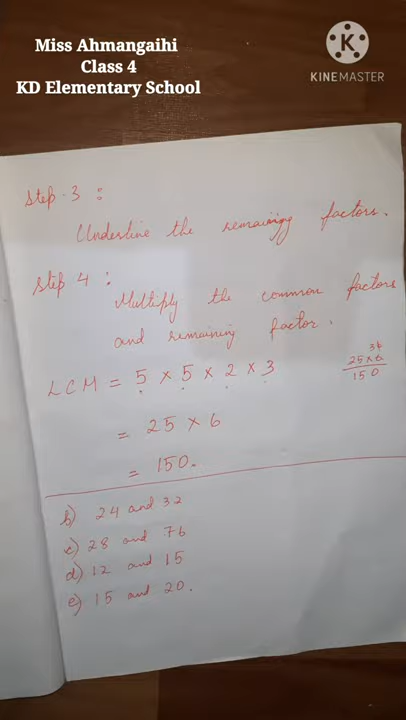 Miss Ahmangaihi
Class 4
KD Elementary School
K
KINEMASTER
Step-3 :
Underline the remaining factors.
Step 4 :
Multiply the common factors
and remaining factor.
LCM = 5 × 5 × 2 × 3
25 × 6
150
= 25 × 6
= 150.
b) 24 and 32
c) 28 and 76
d) 12 and 15
e) 15 and 20.